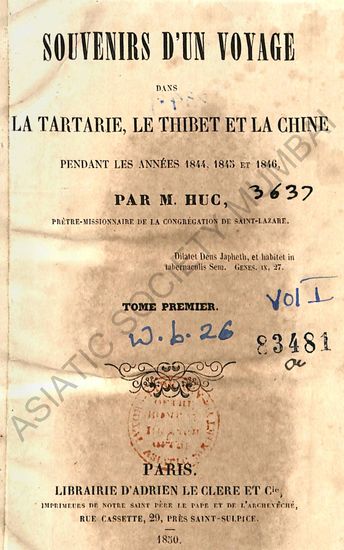 SOUVENIRS D'UN VOYAGE
DANS
LA TARTARIE, LE THIBET ET LA CHINE
PENDANT LES ANNÉES 1844, 1845 ET 1846,
PAR M. HUC,
3637
PRÊTRE-MISSIONNAIRE DE LA CONGRÉGATION DE SAINT-LAZARE.
Dilatet Deus Japheth, et habitet in
tabernaculis Sem. GENES. IX, 27.
TOME PREMIER.
Vol I
W.b.26
83481
ASIATIC SOCIETY MUMBAI
PARIS.
LIBRAIRIE D'ADRIEN LE CLERE ET Cie,
IMPRIMEURS DE NOTRE SAINT PÈRE LE PAPE ET DE L'ARCHEVÊCHÉ,
RUE CASSETTE, 29, PRÈS SAINT-SULPICE.
1850.